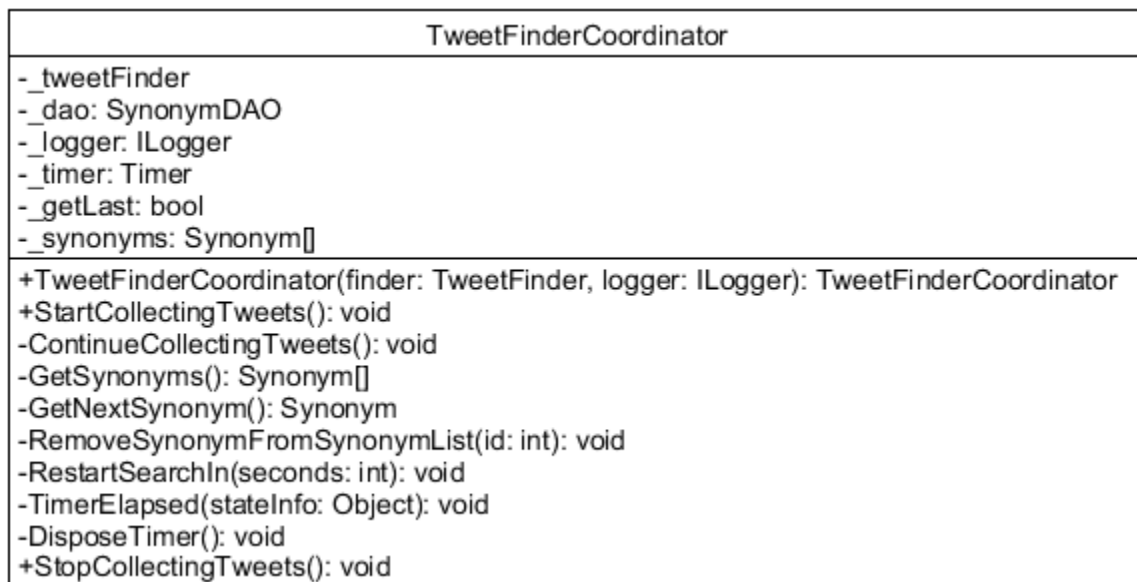 TweetFinderCoordinator
-_tweetFinder
-_dao: SynonymDAO
-_logger: ILogger
-_timer: Timer
-_getLast: bool
-_synonyms: Synonym[]
+TweetFinderCoordinator(finder: TweetFinder, logger: ILogger): TweetFinderCoordinator
+StartCollectingTweets(): void
-ContinueCollectingTweets(): void
-GetSynonyms(): Synonym[]
-GetNextSynonym(): Synonym
-RemoveSynonymFromSynonymList(id: int): void
-RestartSearchIn(seconds: int): void
-TimerElapsed(stateInfo: Object): void
-DisposeTimer(): void
+StopCollectingTweets(): void